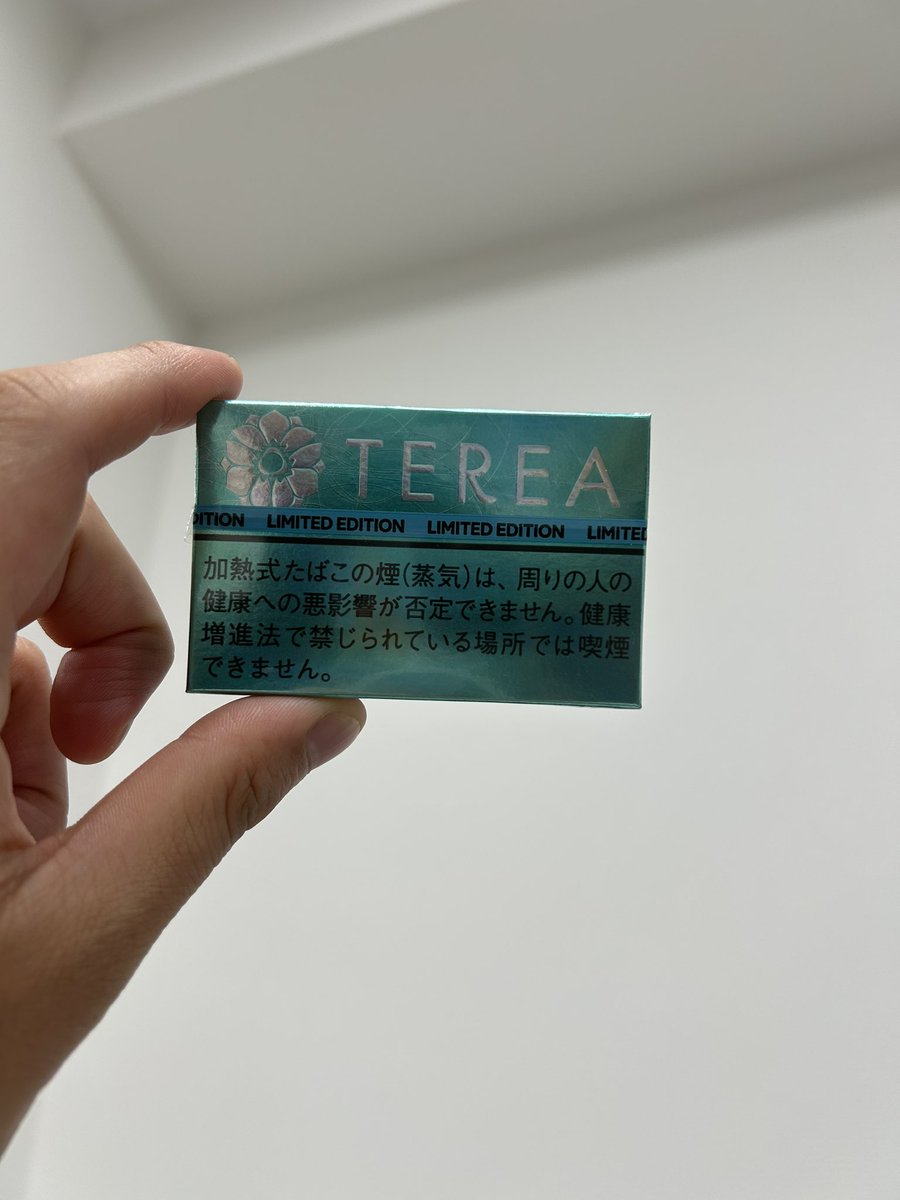 TEREA
DITION LIMITED EDITION LIMITED EDITION LIMITED
加熱式たばこの煙(蒸気)は、周りの人の
健康への悪影響が否定できません。健康
増進法で禁じられている場所では喫煙
できません。